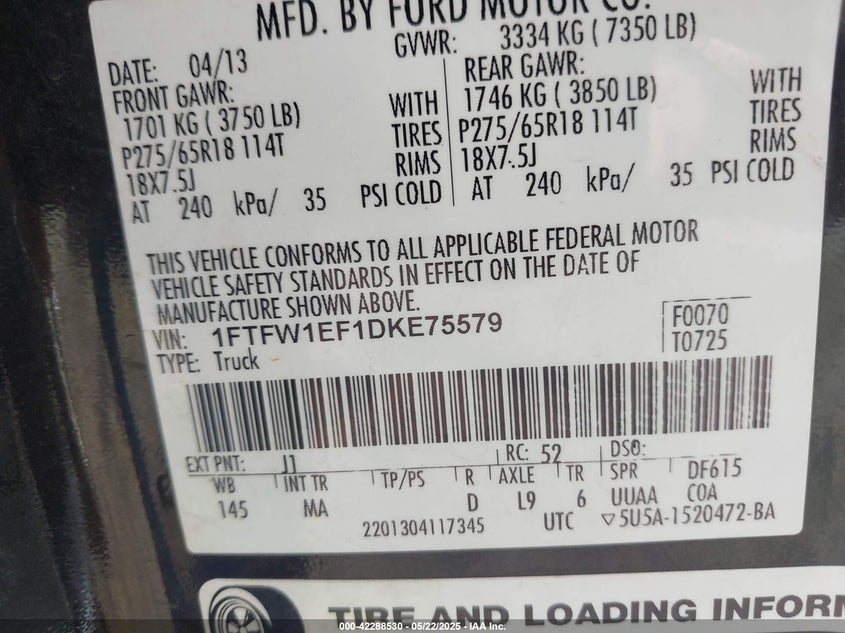 MFD. BY FORD MOTOR CO.
GVWR: 3334 KG ( 7350 LB)
DATE: 04/13
FRONT GAWR:
1701 KG ( 3750 LB) WITH
P275/65R18 114T TIRES
18X7.5J RIMS
AT 240 kPa/ 35 PSI COLD
REAR GAWR:
1746 KG ( 3850 LB) WITH
P275/65R18 114T TIRES
18X7.5J RIMS
AT 240 kPa/ 35 PSI COLD
THIS VEHICLE CONFORMS TO ALL APPLICABLE FEDERAL MOTOR
VEHICLE SAFETY STANDARDS IN EFFECT ON THE DATE OF
MANUFACTURE SHOWN ABOVE.
VIN: 1FTFW1EF1DKE75579
TYPE: Truck
F0070
T0725
EXT PNT: J1 RC: 52 DSO:
WB INT TR TP/PS R AXLE TR SPR DF615
145 MA D L9 6 UUAA COA
2201304117345 UTC ▽5U5A-1520472-BA
TIRE AND LOADING INFORM
000-42288530 - 05/22/2025 - IAA Inc.